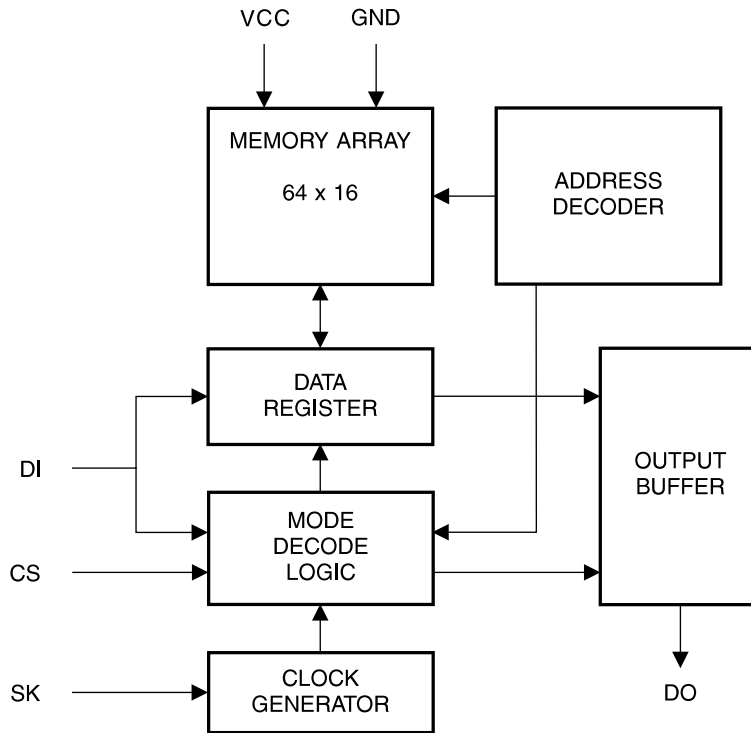 VCC
GND
MEMORY ARRAY
64 x 16
ADDRESS
DECODER
DATA
REGISTER
DI
OUTPUT
BUFFER
MODE
DECODE
LOGIC
CS
CLOCK
GENERATOR
SK
DO